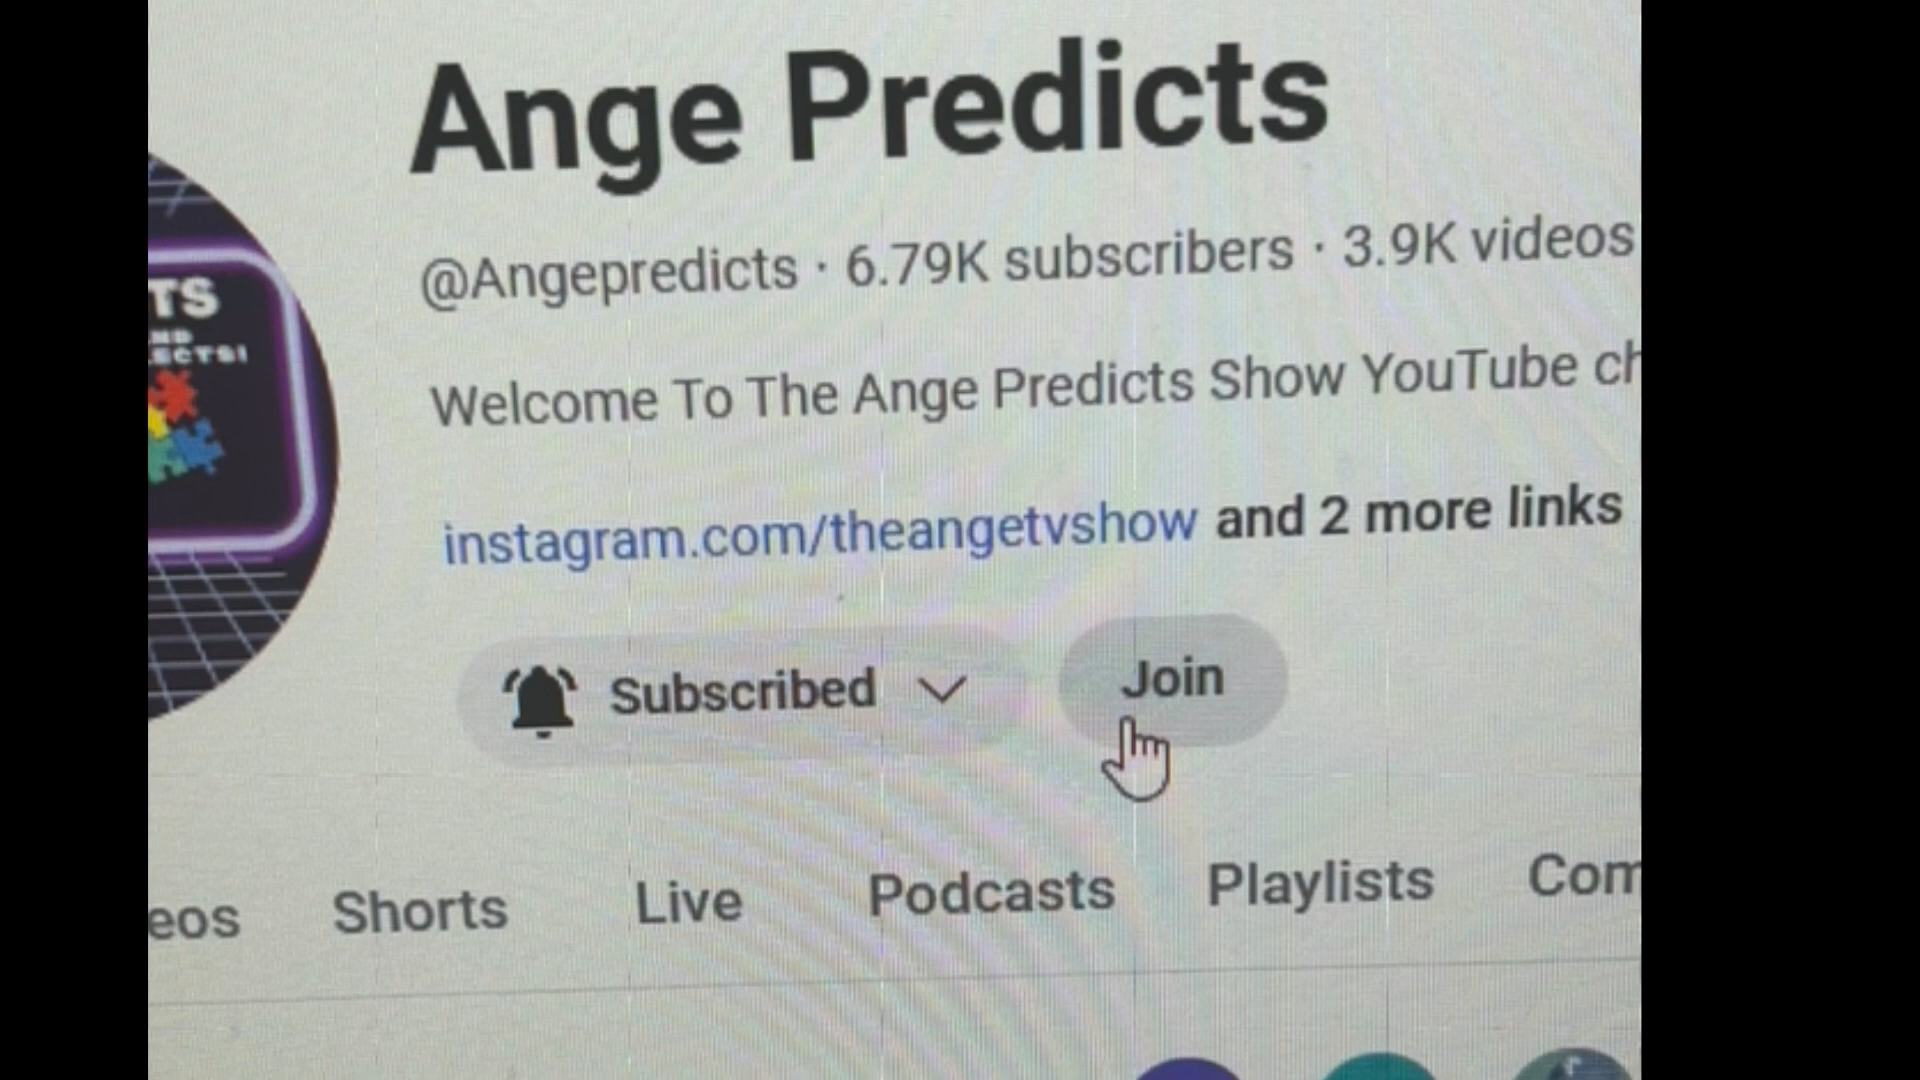 Ange Predicts
@Angepredicts · 6.79K subscribers · 3.9K videos
TS
Welcome To The Ange Predicts Show YouTube
instagram.com/theangetvshow and 2 more links
Subscribed
Join
Shorts Live Podcasts Playlists